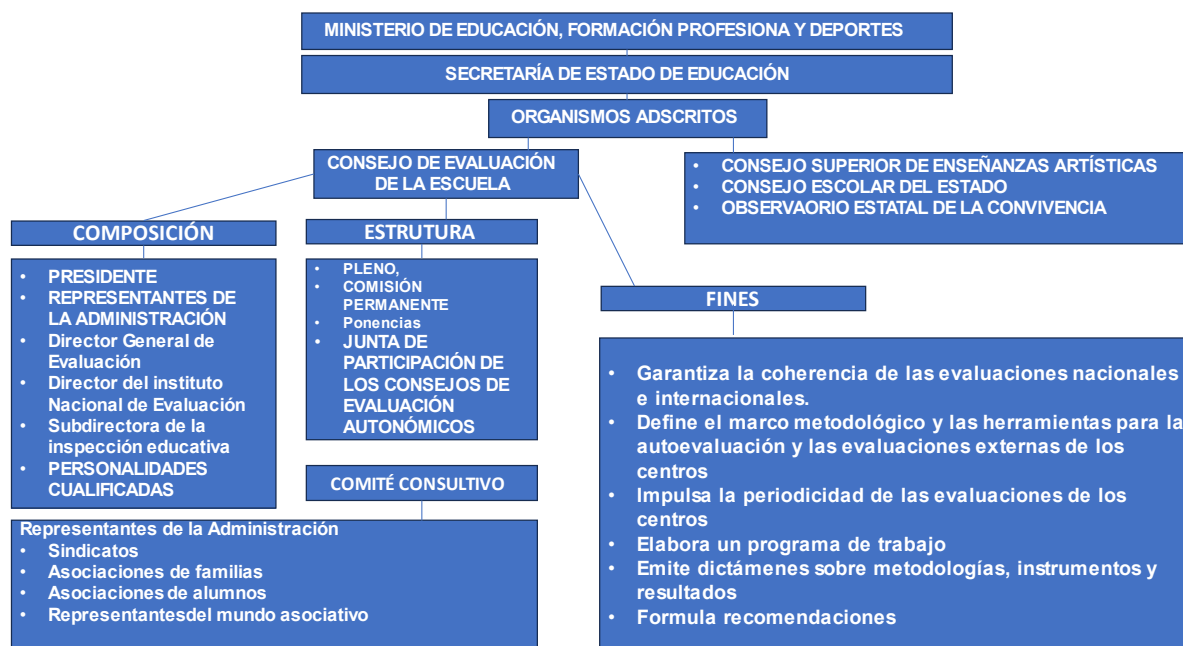 MINISTERIO DE EDUCACIÓN, FORMACIÓN PROFESIONA Y DEPORTES
SECRETARÍA DE ESTADO DE EDUCACIÓN
ORGANISMOS ADSCRITOS
CONSEJO DE EVALUACIÓN
DE LA ESCUELA
• CONSEJO SUPERIOR DE ENSEÑANZAS ARTÍSTICAS
• CONSEJO ESCOLAR DEL ESTADO
• OBSERVAORIO ESTATAL DE LA CONVIVENCIA
COMPOSICIÓN
• PRESIDENTE
• REPRESENTANTES DE
LA ADMINISTRACIÓN
• Director General de
Evaluación
• Director del instituto
Nacional de Evaluación
• Subdirectora de la
inspección educativa
• PERSONALIDADES
CUALIFICADAS
ESTRUTURA
• PLENO,
• COMISIÓN
PERMANENTE
• Ponencias
• JUNTA DE
PARTICIPACIÓN DE
LOS CONSEJOS DE
EVALUACIÓN
AUTONÓMICOS
COMITÉ CONSULTIVO
Representantes de la Administración
• Sindicatos
• Asociaciones de familias
• Asociaciones de alumnos
• Representantesdel mundo asociativo
FINES
• Garantiza la coherencia de las evaluaciones nacionales
e internacionales.
• Define el marco metodológico y las herramientas para la
autoevaluación y las evaluaciones externas de los
centros
• Impulsa la periodicidad de las evaluaciones de los
centros
• Elabora un programa de trabajo
• Emite dictámenes sobre metodologías, instrumentos y
resultados
• Formula recomendaciones